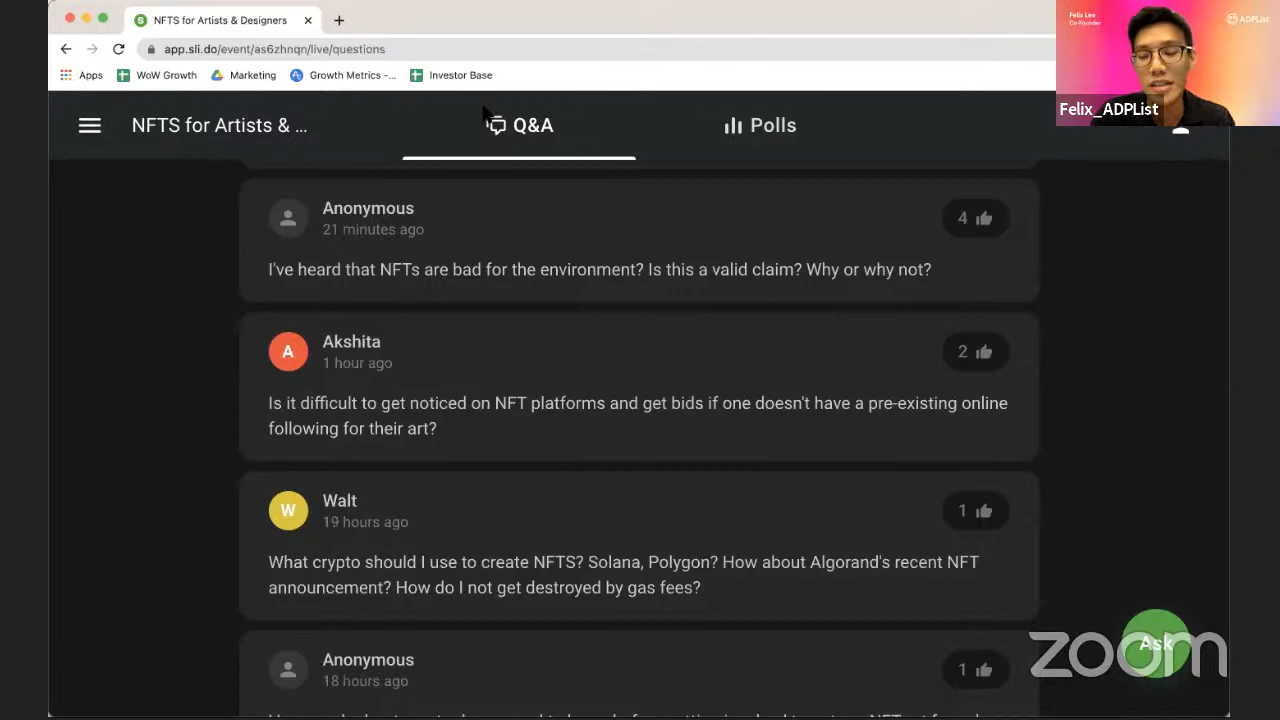 NFTS for Artists & Designers
app.sli.do/event/as6zhnqn/live/questions
Apps WoW Growth Marketing Growth Metrics -... Investor Base
Felix Lee
Co-Founder
ADPList
Felix_ADPList
NFTS for Artists & ...
Q&A
Polls
Anonymous
21 minutes ago
4
I've heard that NFTs are bad for the environment? Is this a valid claim? Why or why not?
A
Akshita
1 hour ago
2
Is it difficult to get noticed on NFT platforms and get bids if one doesn't have a pre-existing online
following for their art?
W
Walt
19 hours ago
1
What crypto should I use to create NFTS? Solana, Polygon? How about Algorand's recent NFT
announcement? How do I not get destroyed by gas fees?
Anonymous
18 hours ago
1
Ask
zoom